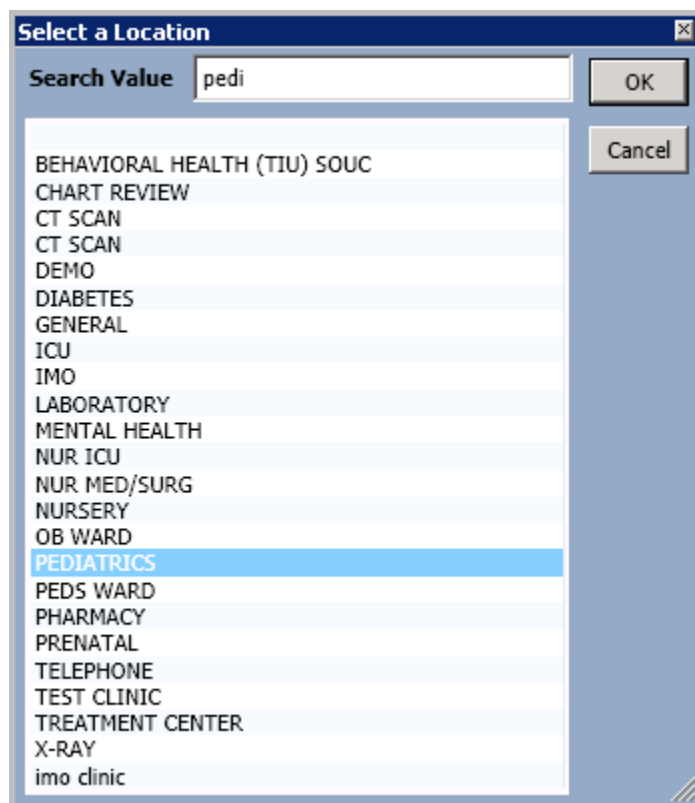 Select a Location
Search Value pedi OK
Cancel
BEHAVIORAL HEALTH (TIU) SOUC
CHART REVIEW
CT SCAN
CT SCAN
DEMO
DIABETES
GENERAL
ICU
IMO
LABORATORY
MENTAL HEALTH
NUR ICU
NUR MED/SURG
NURSERY
OB WARD
PEDIATRICS
PEDS WARD
PHARMACY
PRENATAL
TELEPHONE
TEST CLINIC
TREATMENT CENTER
X-RAY
imo clinic